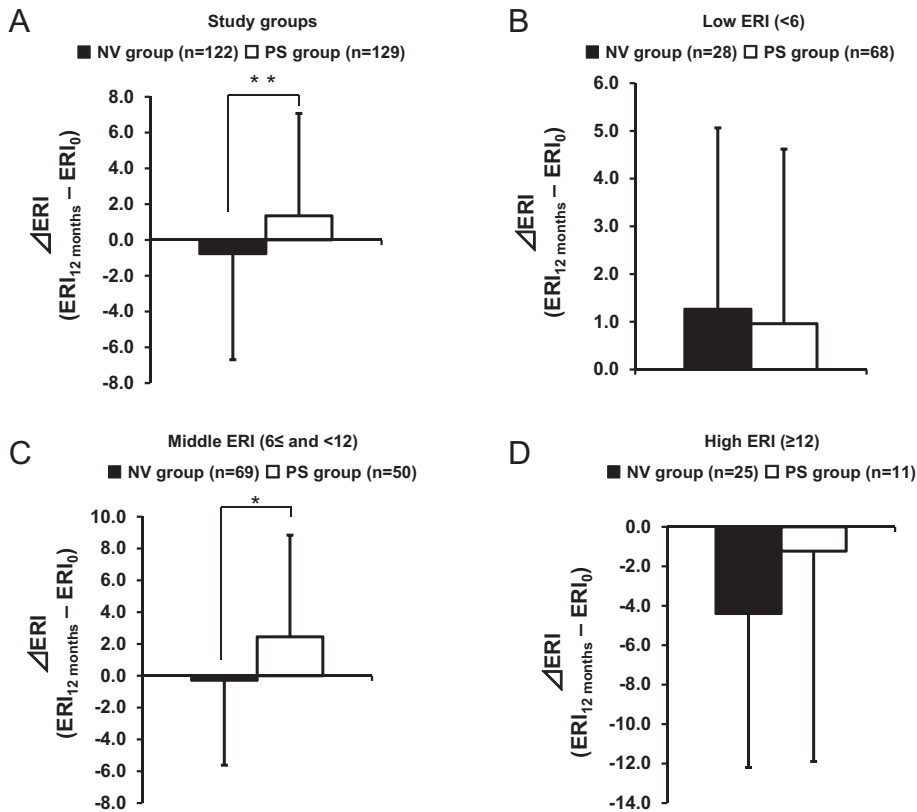 A
Study groups
■ NV group (n=122) □ PS group (n=129)
**
8.0
6.0
4.0
2.0
0.0
-2.0
-4.0
-6.0
-8.0
⊿ERI
(ERI12 months – ERI0)
B
Low ERI (<6)
■ NV group (n=28) □ PS group (n=68)
6.0
5.0
4.0
3.0
2.0
1.0
0.0
⊿ERI
(ERI12 months – ERI0)
C
Middle ERI (6≤ and <12)
■ NV group (n=69) □ PS group (n=50)
*
10.0
8.0
6.0
4.0
2.0
0.0
-2.0
-4.0
-6.0
-8.0
⊿ERI
(ERI12 months – ERI0)
D
High ERI (≥12)
■ NV group (n=25) □ PS group (n=11)
0.0
-2.0
-4.0
-6.0
-8.0
-10.0
-12.0
-14.0
⊿ERI
(ERI12 months – ERI0)